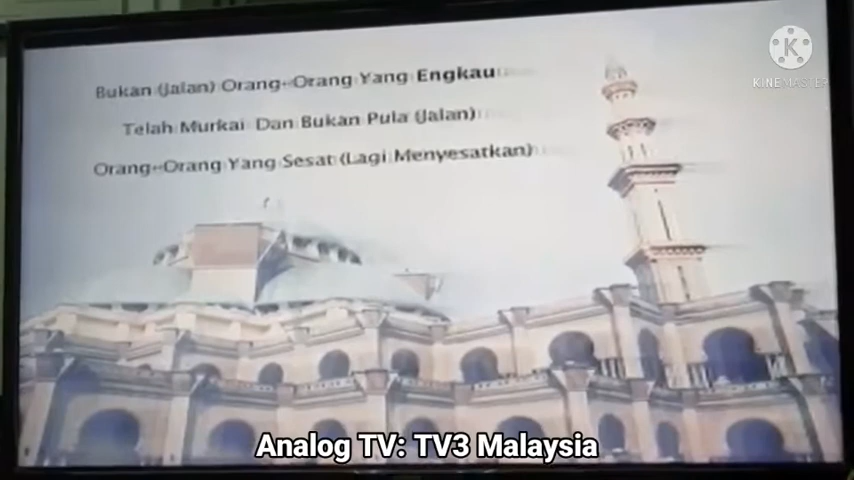 Bukan (Jalan) Orang-Orang Yang Engkau
Telah Murkai Dan Bukan Pula (Jalan)
Orang-Orang Yang Sesat (Lagi Menyesatkan)
KINEMASTER
Analog TV: TV3 Malaysia